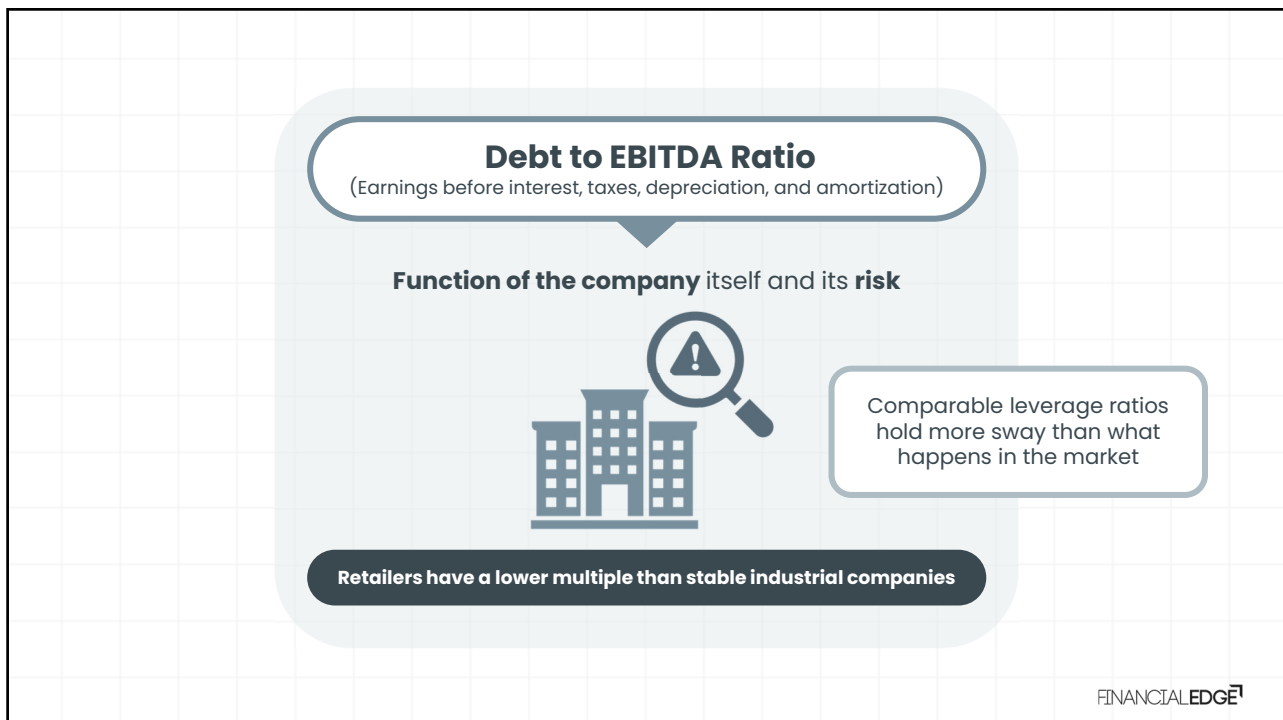 Debt to EBITDA Ratio
(Earnings before interest, taxes, depreciation, and amortization)
Function of the company itself and its risk
Comparable leverage ratios
hold more sway than what
happens in the market
Retailers have a lower multiple than stable industrial companies
FINANCIALEDGE